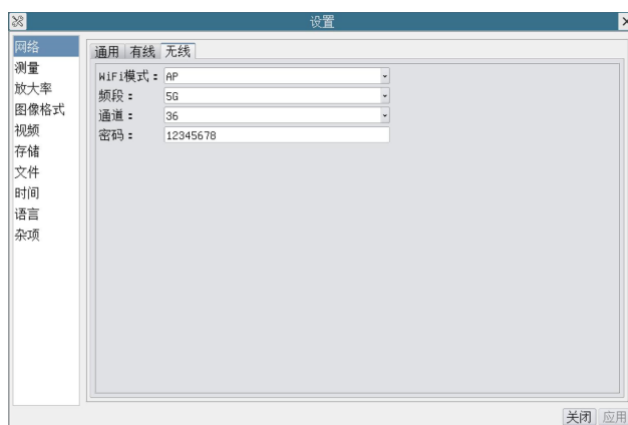 设置
网络
测量
放大率
图像格式
视频
存储
文件
时间
语言
杂项
通用 有线 无线
WiFi模式： AP
频段： 5G
通道： 36
密码： 12345678
关闭 应用